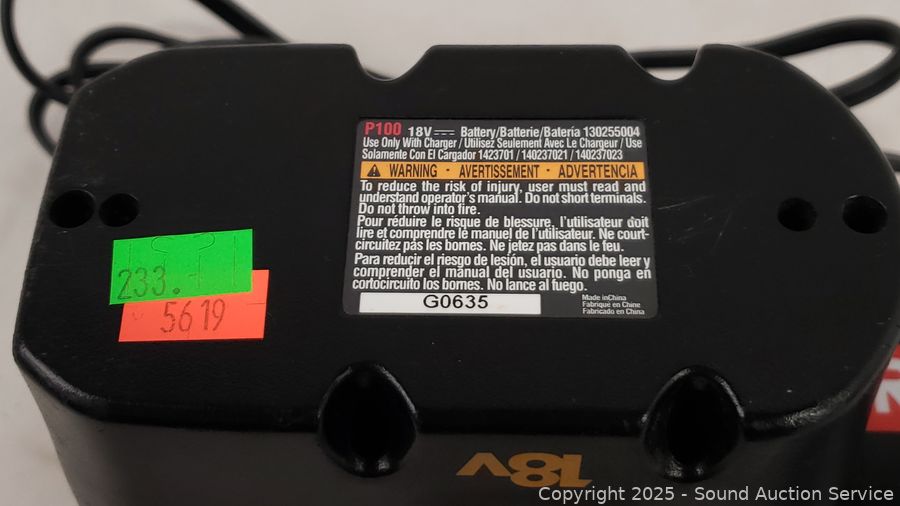 P100 18V Battery/Batterie/Batería 130255004
Use Only With Charger / Utilisez Seulement Avec Le Chargeur / Use
Solamente Con El Cargador 1423701 / 140237021 / 140237023
WARNING · AVERTISSEMENT · ADVERTENCIA
To reduce the risk of injury, user must read and
understand operator's manual. Do not short terminals.
Do not throw into fire.
Pour réduire le risque de blessure, l'utilisateur doit
lire et comprendre le manuel de l'utilisateur. Ne court-
circuitez pas les bornes. Ne jetez pas dans le feu.
Para reducir el riesgo de lesión, el usuario debe leer y
comprender el mañual del usuario. No ponga en
cortocircuito los bornes. No lance al fuego.
G0635
Made inChina
Fabriqué en Chine
Fabricado en China
233.
5619
18V
Copyright © 2025 - Sound Auction Service